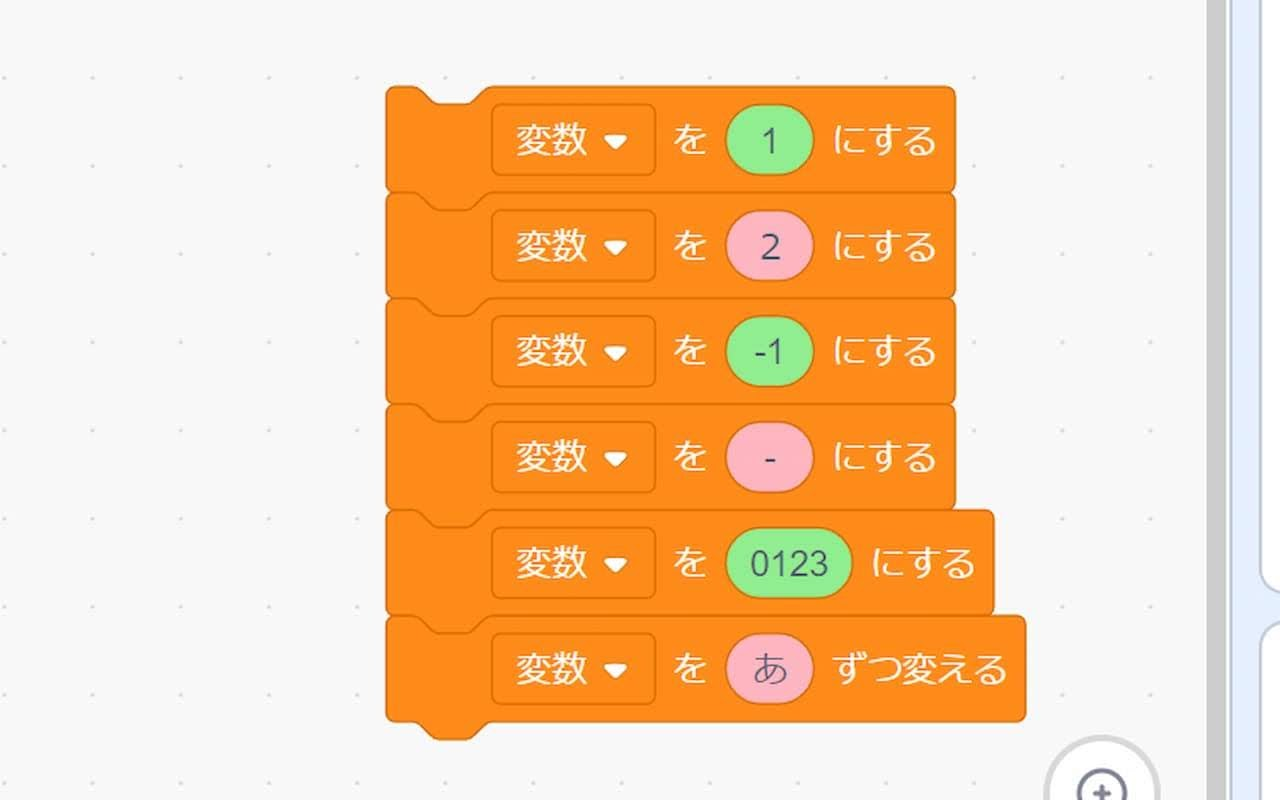 変数 を 1 にする
変数 を 2 にする
変数 を -1 にする
変数 を - にする
変数 を 0123 にする
変数 を あ ずつ変える